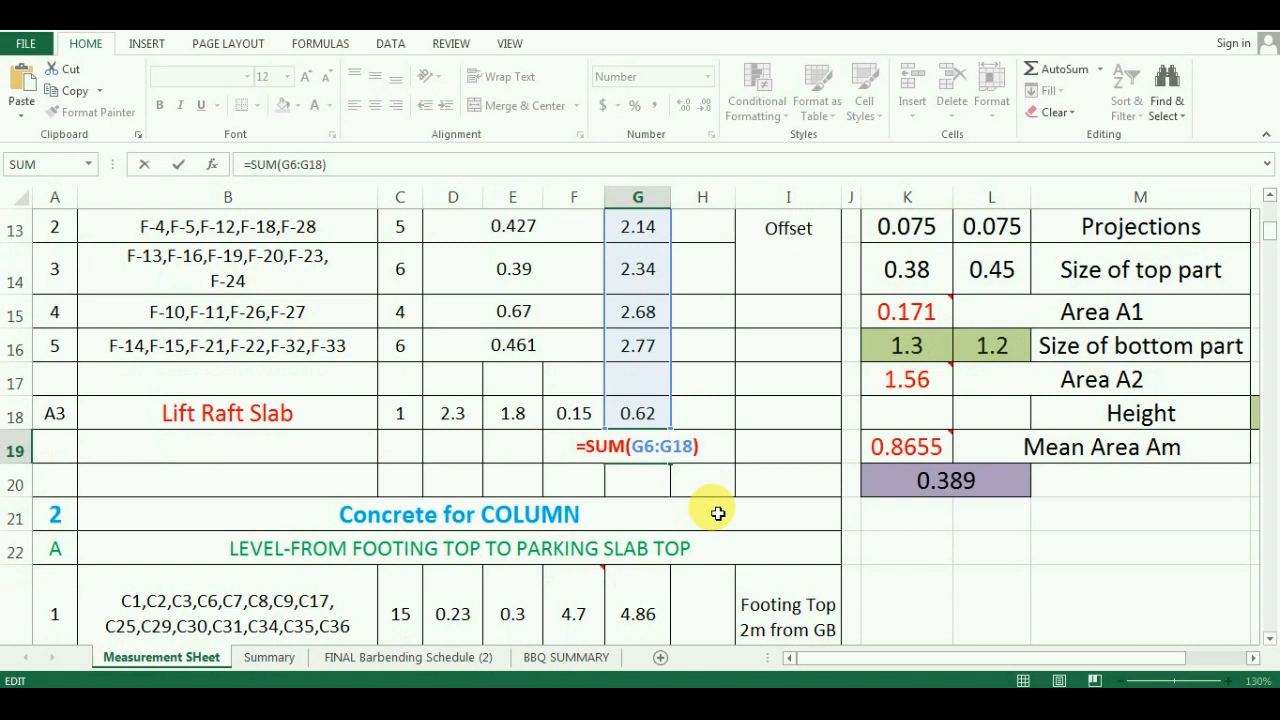 FILE HOME INSERT PAGE LAYOUT FORMULAS DATA REVIEW VIEW Sign in
Cut 12 Wrap Text Number AutoSum
Copy Fill
Paste Format Painter B I U Merge & Center $ % Conditional Formatting Format as Table Cell Styles Insert Delete Format Clear Sort & Filter Find & Select
Clipboard Font Alignment Number Styles Cells Editing
SUM fx =SUM(G6:G18)
A B C D E F G H I J K L M
13 2 F-4,F-5,F-12,F-18,F-28 5 0.427 2.14 Offset 0.075 0.075 Projections
14 3 F-13,F-16,F-19,F-20,F-23, 6 0.39 2.34 0.38 0.45 Size of top part
F-24
15 4 F-10,F-11,F-26,F-27 4 0.67 2.68 0.171 Area A1
16 5 F-14,F-15,F-21,F-22,F-32,F-33 6 0.461 2.77 1.3 1.2 Size of bottom part
17 1.56 Area A2
18 A3 Lift Raft Slab 1 2.3 1.8 0.15 0.62 Height
19 =SUM(G6:G18) 0.8655 Mean Area Am
20 0.389
21 2 Concrete for COLUMN
22 A LEVEL-FROM FOOTING TOP TO PARKING SLAB TOP
1 C1,C2,C3,C6,C7,C8,C9,C17, 15 0.23 0.3 4.7 4.86 Footing Top
C25,C29,C30,C31,C34,C35,C36 2m from GB
Measurement SHeet Summary FINAL Barbending Schedule (2) BBQ SUMMARY
EDIT 130%